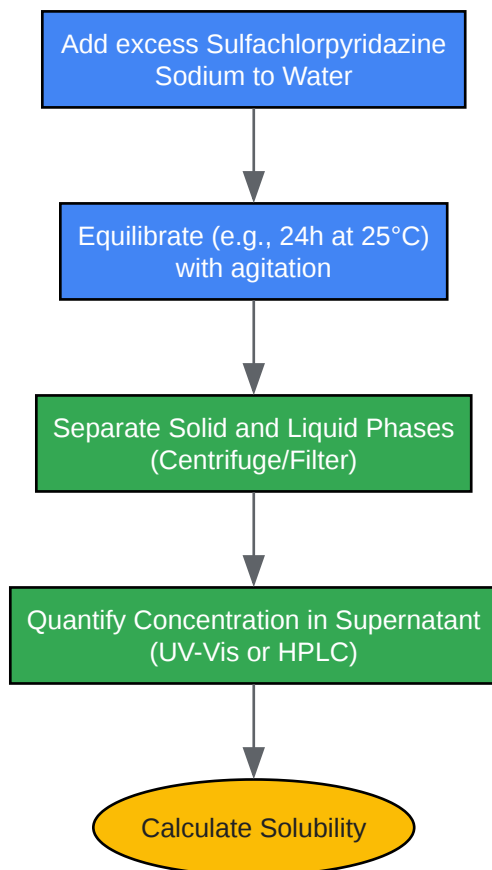 Add excess Sulfachlorpyridazine
Sodium to Water
Equilibrate (e.g., 24h at 25°C)
with agitation
Separate Solid and Liquid Phases
(Centrifuge/Filter)
Quantify Concentration in Supernatant
(UV-Vis or HPLC)
Calculate Solubility